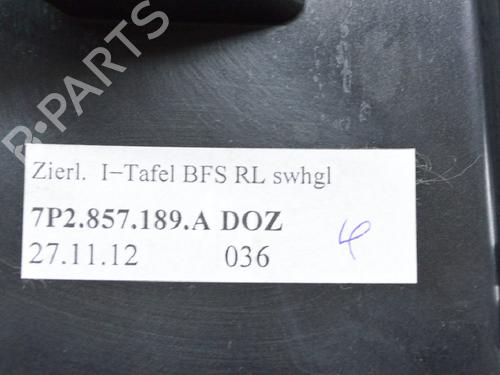 B-PARTS
Zierl. I-Tafel BFS RL swhgl
7P2.857.189.A DOZ
27.11.12 036
4